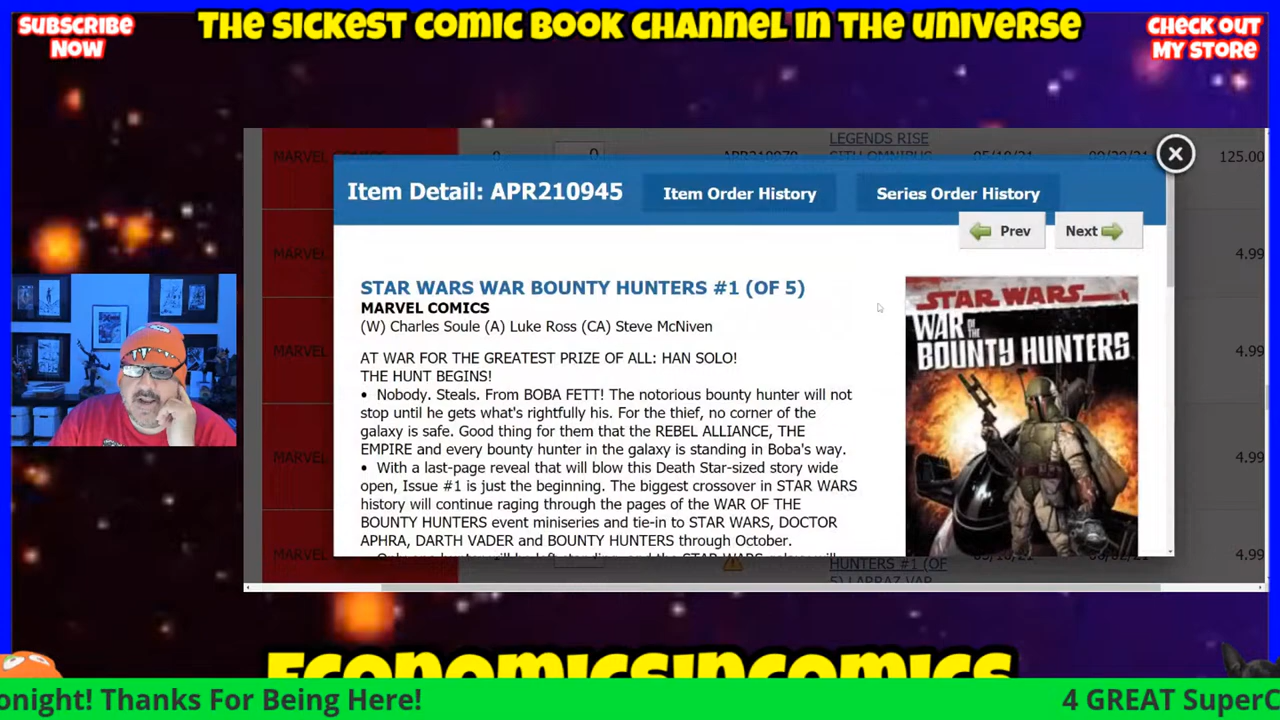 SUBSCRIBE
NOW
THE SICKEST COMIC BOOK CHANNEL IN THE UNIVERSE
CHECK OUT
MY STORE
LEGENDS RISE
125.00
Item Detail: APR210945
Item Order History
Series Order History
Prev
Next
4.99
STAR WARS WAR BOUNTY HUNTERS #1 (OF 5)
MARVEL COMICS
(W) Charles Soule (A) Luke Ross (CA) Steve McNiven
AT WAR FOR THE GREATEST PRIZE OF ALL: HAN SOLO!
THE HUNT BEGINS!
• Nobody. Steals. From BOBA FETT! The notorious bounty hunter will not
stop until he gets what's rightfully his. For the thief, no corner of the
galaxy is safe. Good thing for them that the REBEL ALLIANCE, THE
EMPIRE and every bounty hunter in the galaxy is standing in Boba's way.
• With a last-page reveal that will blow this Death Star-sized story wide
open, Issue #1 is just the beginning. The biggest crossover in STAR WARS
history will continue raging through the pages of the WAR OF THE
BOUNTY HUNTERS event miniseries and tie-in to STAR WARS, DOCTOR
APHRA, DARTH VADER and BOUNTY HUNTERS through October.
STAR WARS
WAR OF THE
BOUNTY HUNTERS
4.99
4.99
4.99
HUNTERS #1 (OF
ECONOMICSINCOMICS
onight! Thanks For Being Here!
4 GREAT SuperC